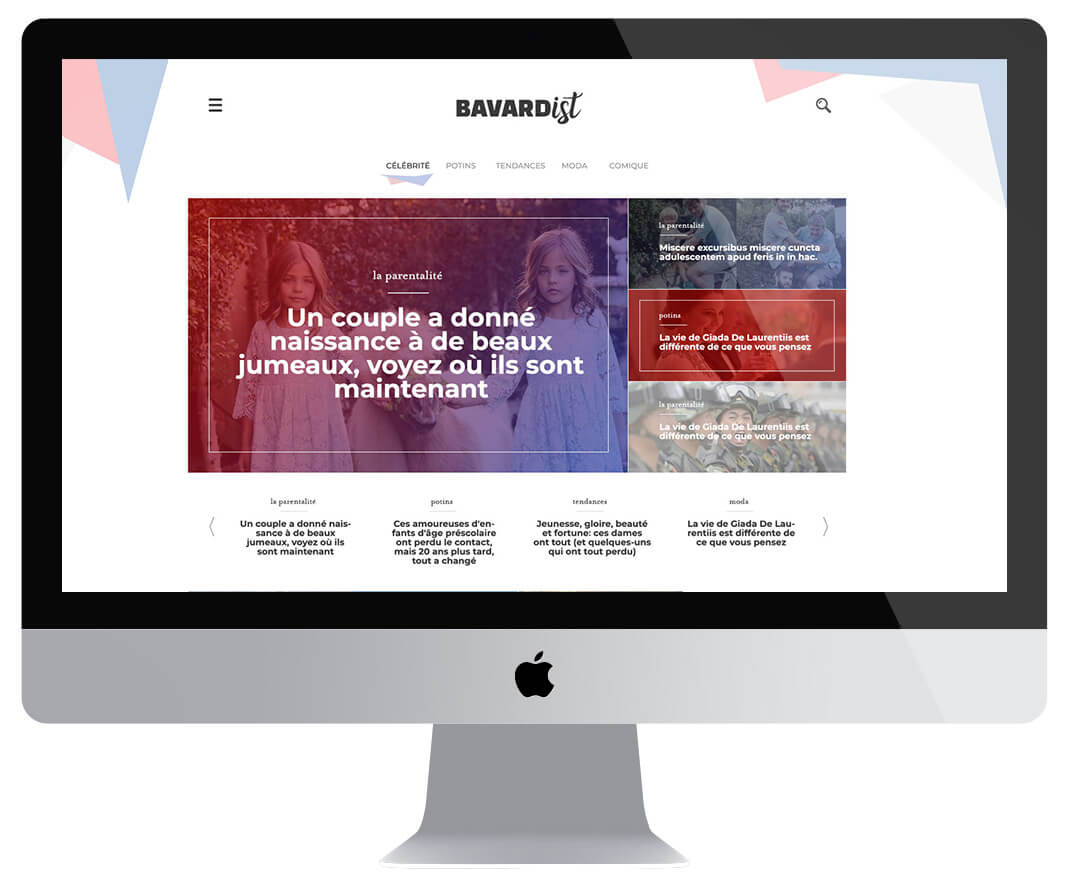 BAVARDist
CÉLÉBRITÉ POTINS TENDANCES MODA COMIQUE
la parentalité
Un couple a donné
naissance à de beaux
jumeaux, voyez où ils sont
maintenant
la parentalité
Miscere excursibus miscere cuncta
adulescentem apud feris in in hac.
potins
La vie de Giada De Laurentiis est
différente de ce que vous pensez
la parentalité
La vie de Giada De Laurentiis est
différente de ce que vous pensez
la parentalité
Un couple a donné nais-
sance à de beaux
jumeaux, voyez où ils
sont maintenant
potins
Ces amoureuses d'en-
fants d'âge préscolaire
ont perdu le contact,
mais 20 ans plus tard,
tout a changé
tendances
Jeunesse, gloire, beauté
et fortune: ces dames
ont tout (et quelques-uns
qui ont tout perdu)
moda
La vie de Giada De Lau-
rentiis est différente de
ce que vous pensez